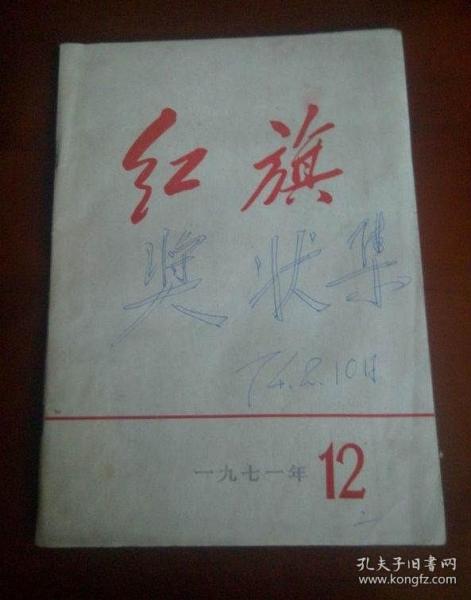 红旗
奖状集
74.2.10日
一九七一年 12
孔夫子旧书网
www.kongfz.com